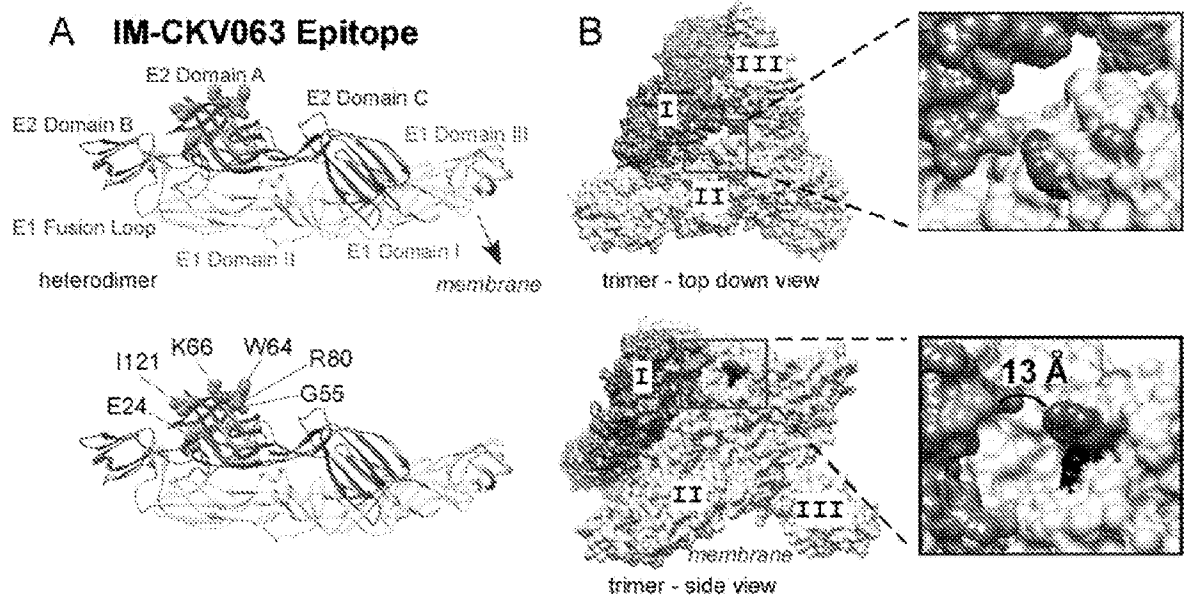 A IM-CKV063 Epitope
E2 Domain A
E2 Domain C
E2 Domain B
E1 Domain III
E1 Fusion Loop
E1 Domain II
E1 Domain I
heterodimer
membrane
K66
W64
I121
R80
E24
G55
B
III
I
II
trimer - top down view
I
13 Å
II
III
membrane
trimer - side view